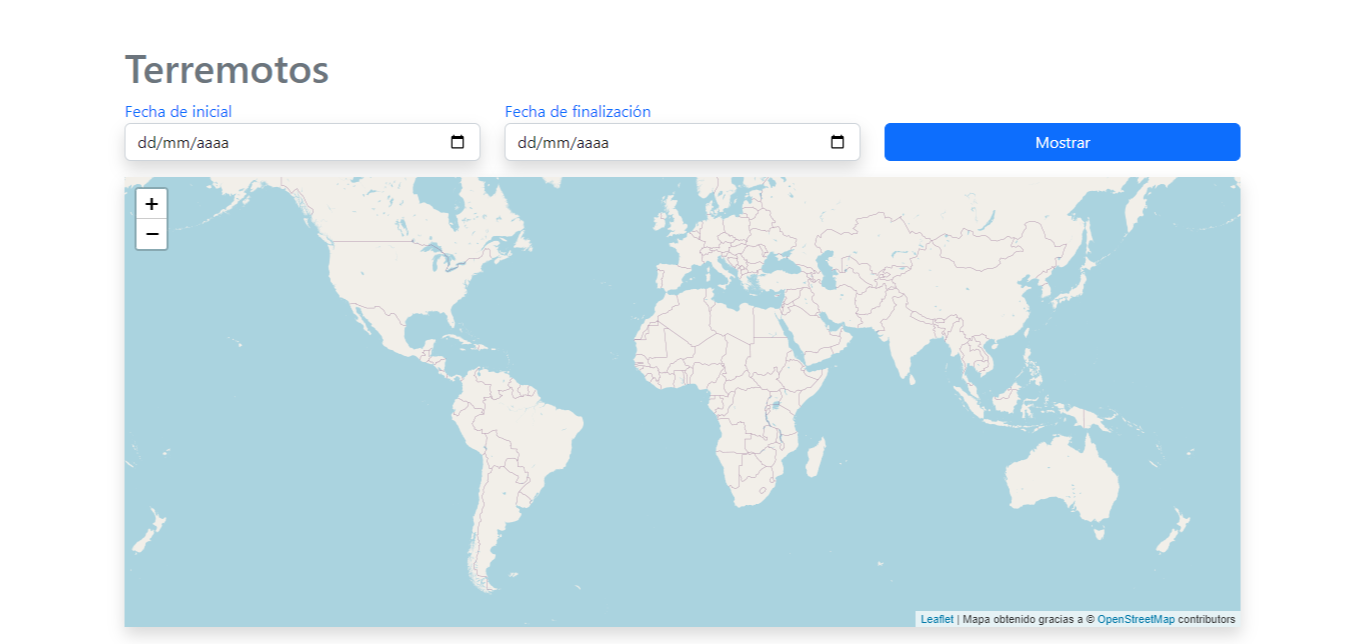 Terremotos
Fecha de inicial
Fecha de finalización
dd/mm/aaaa
dd/mm/aaaa
Mostrar
+
−
Leaflet | Mapa obtenido gracias a © OpenStreetMap contributors